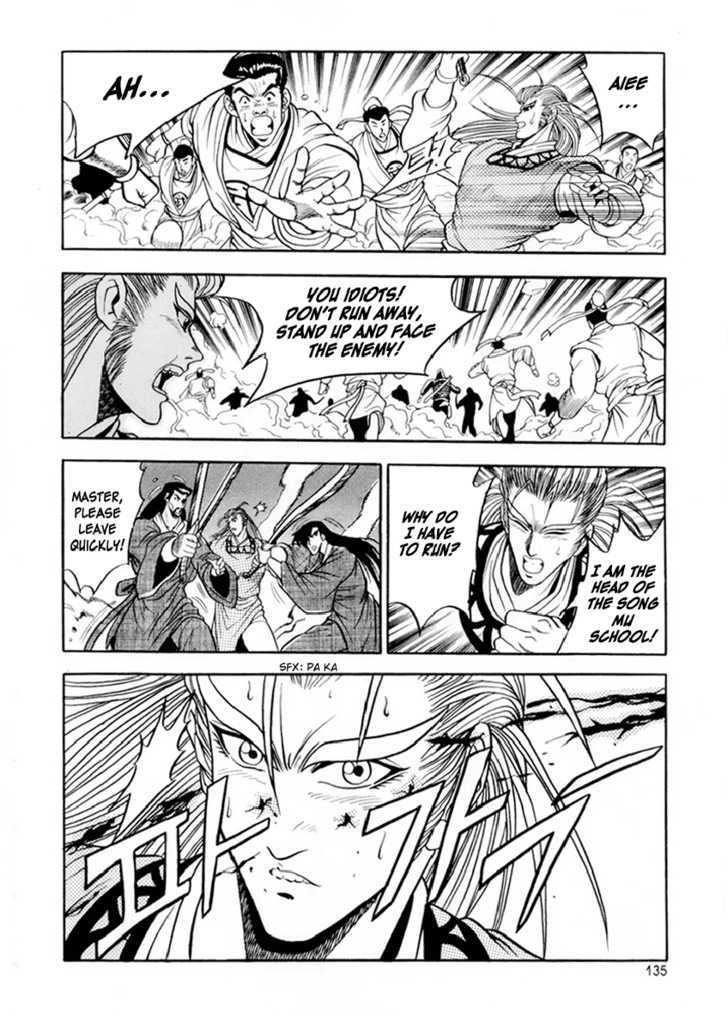 AH...
AIEE
...
YOU IDIOTS!
DON'T RUN AWAY,
STAND UP AND FACE
THE ENEMY!
MASTER,
PLEASE
LEAVE
QUICKLY!
WHY DO
I HAVE
TO RUN?
I AM THE
HEAD OF
THE SONG
MU
SCHOOL!
SFX: PA KA
135